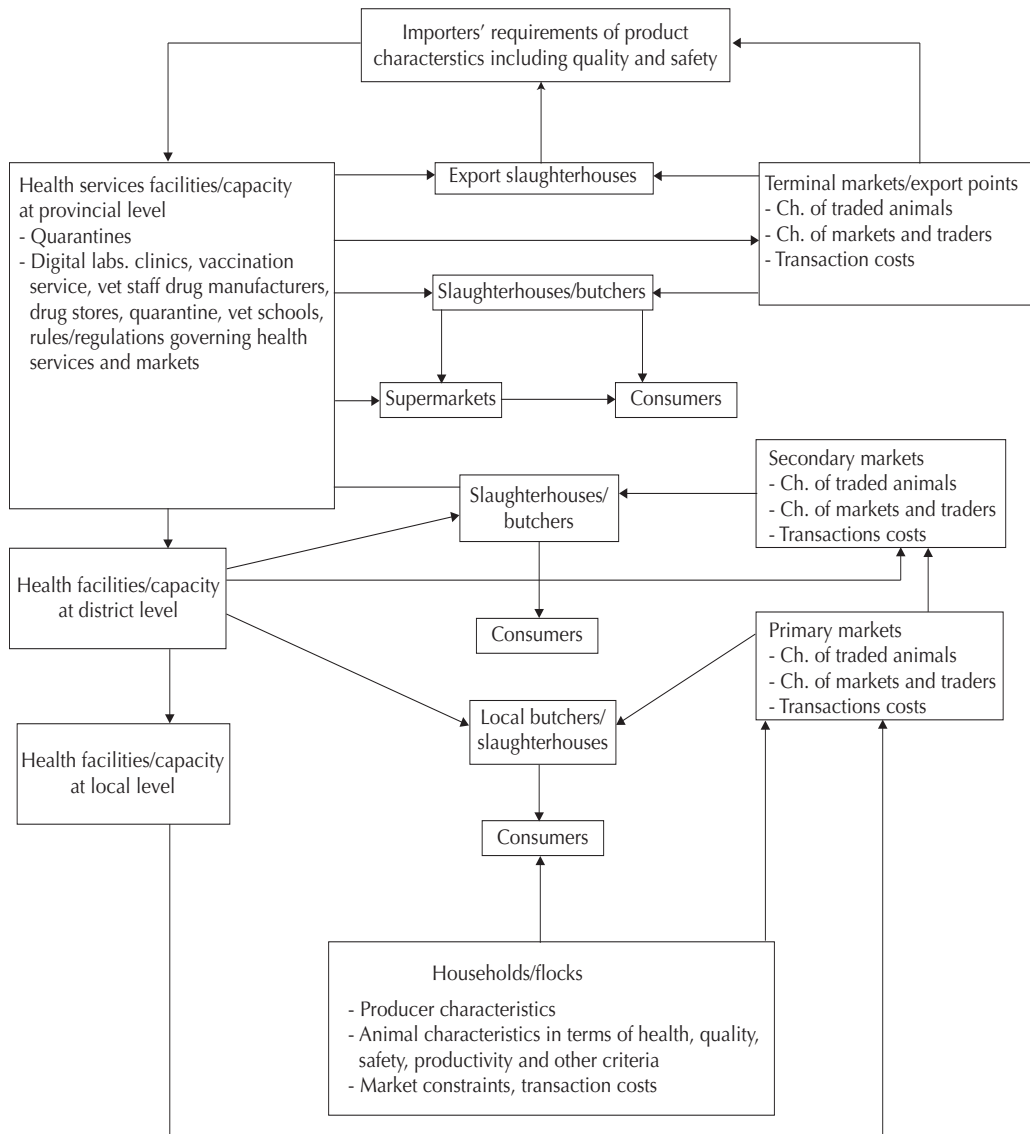 Importers' requirements of product
characterstics including quality and safety
Health services facilities/capacity
at provincial level
- Quarantines
- Digital labs. clinics, vaccination
service, vet staff drug manufacturers,
drug stores, quarantine, vet schools,
rules/regulations governing health
services and markets
Export slaughterhouses
Terminal markets/export points
- Ch. of traded animals
- Ch. of markets and traders
- Transaction costs
Slaughterhouses/butchers
Supermarkets
Consumers
Secondary markets
- Ch. of traded animals
- Ch. of markets and traders
- Transactions costs
Slaughterhouses/
butchers
Health facilities/capacity
at district level
Consumers
Primary markets
- Ch. of traded animals
- Ch. of markets and traders
- Transactions costs
Local butchers/
slaughterhouses
Health facilities/capacity
at local level
Consumers
Households/flocks
- Producer characteristics
- Animal characteristics in terms of health, quality,
safety, productivity and other criteria
- Market constraints, transaction costs